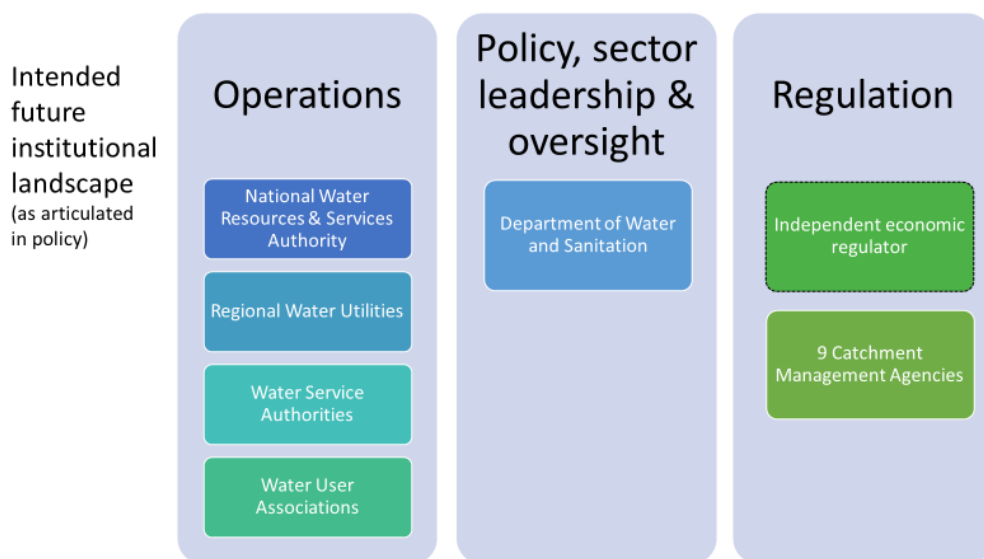 Intended
future
institutional
landscape
(as articulated
in policy)
Operations
National Water
Resources & Services
Authority
Regional Water Utilities
Water Service
Authorities
Water User
Associations
Policy, sector
leadership &
oversight
Department of Water
and Sanitation
Regulation
Independent economic
regulator
9 Catchment
Management Agencies